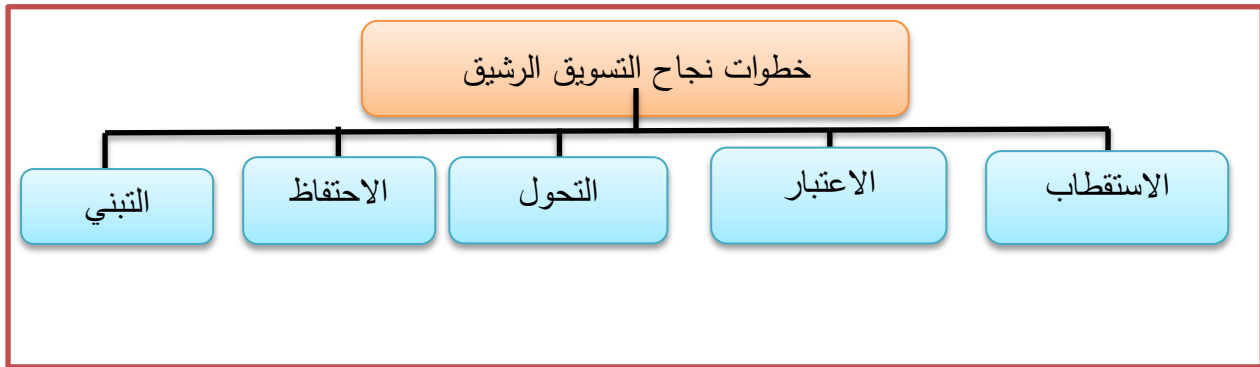 خطوات نجاح التسويق الرشيق
الاستقطاب
الاعتبار
التحول
الاحتفاظ
التبني